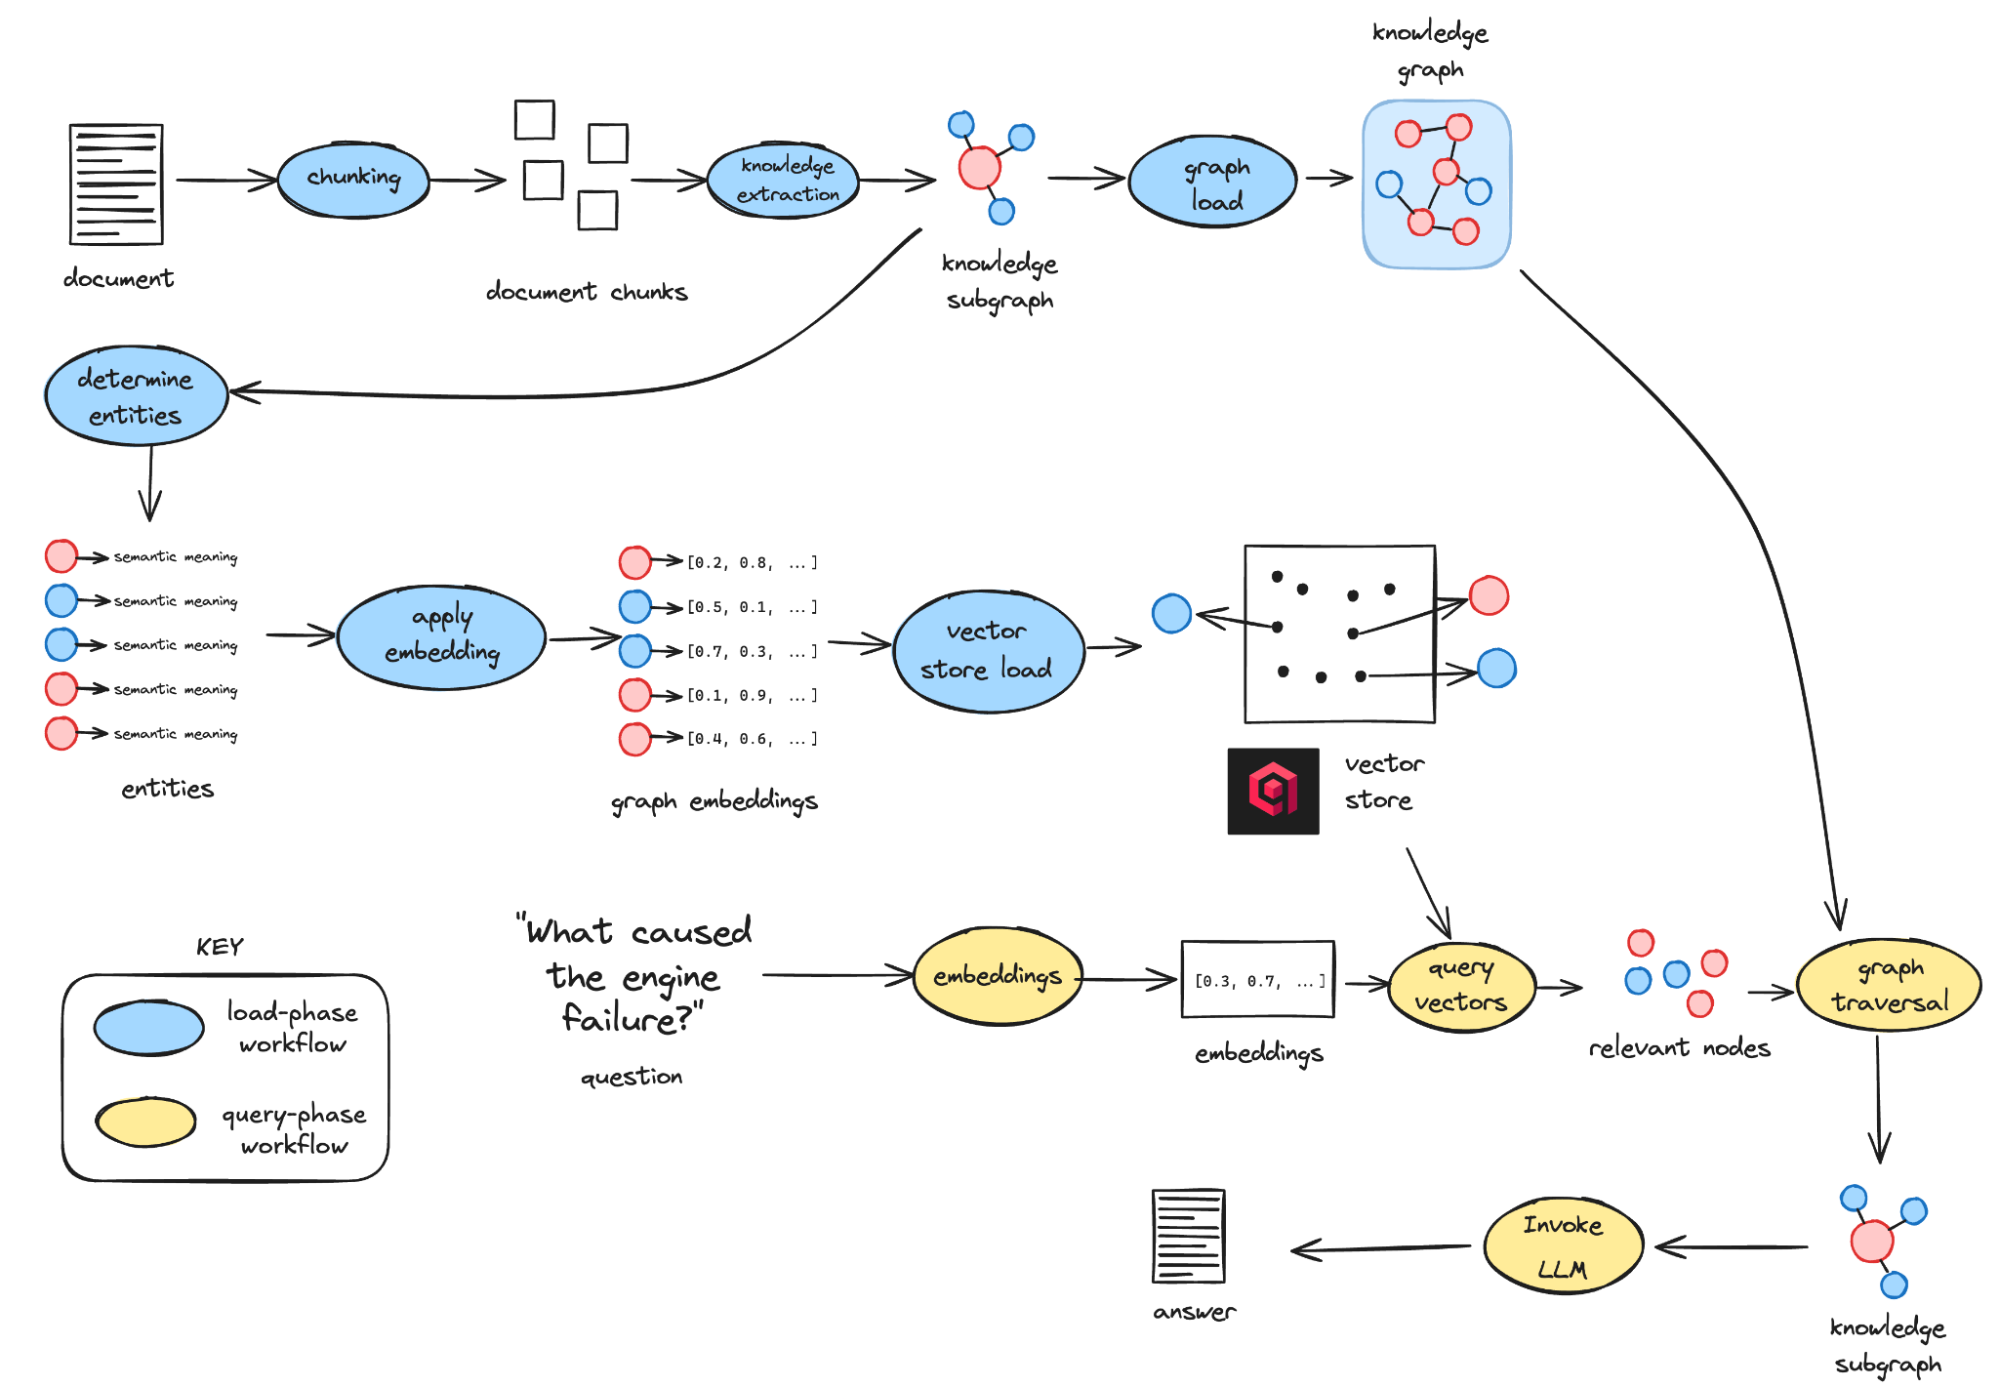 knowledge
graph
chunking
knowledge
extraction
graph
load
document
document chunks
knowledge
subgraph
determine
entities
semantic meaning
semantic meaning
semantic meaning
semantic meaning
semantic meaning
entities
apply
embedding
[0.2, 0.8, ...]
[0.5, 0.1, ...]
[0.7, 0.3, ...]
[0.1, 0.9, ...]
[0.4, 0.6, ...]
graph embeddings
vector
store load
vector
store
KEY
load-phase
workflow
query-phase
workflow
"What caused
the engine
failure?"
question
embeddings
[0.3, 0.7, ...]
embeddings
query
vectors
relevant nodes
graph
traversal
knowledge
subgraph
Invoke
LLM
answer